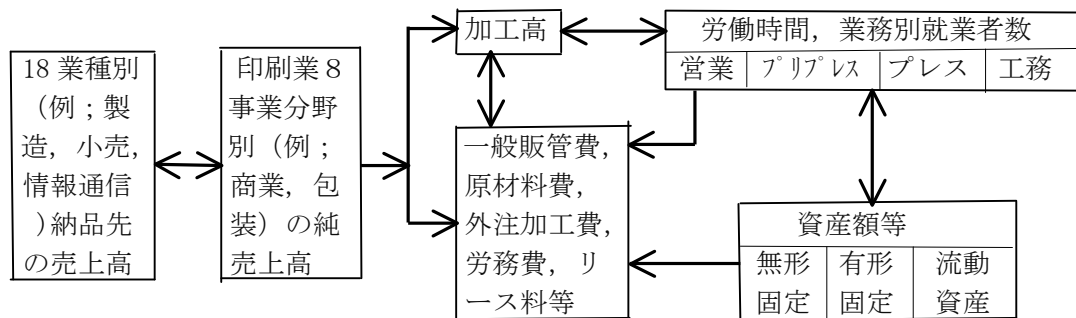 18 業種別
（例；製
造，小売，
情報通信
）納品先
の売上高
印刷業８
事業分野
別（例；
商業，包
装）の純
売上高
加工高
一般販管費，
原材料費，
外注加工費，
労務費，リ
ース料等
労働時間，業務別就業者数
営業 ﾌﾟﾘﾌﾟﾚｽ プレス 工務
資産額等
無形 有形 流動
固定 固定 資産